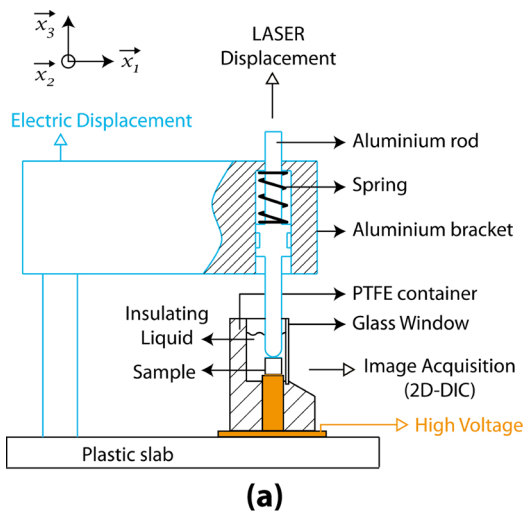 x3
x2
x1
LASER
Displacement
Electric Displacement
Aluminium rod
Spring
Aluminium bracket
PTFE container
Insulating
Liquid
Glass Window
Sample
Image Acquisition
(2D-DIC)
High Voltage
Plastic slab
(a)